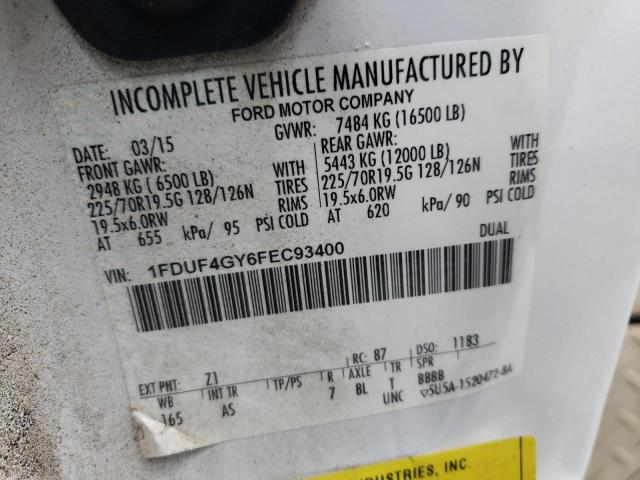 INCOMPLETE VEHICLE MANUFACTURED BY
FORD MOTOR COMPANY
DATE: 03/15 GVWR: 7484 KG (16500 LB)
FRONT GAWR: REAR GAWR:
2948 KG (6500 LB) WITH 5443 KG (12000 LB) WITH
225/70R19.5G 128/126N TIRES 225/70R19.5G 128/126N TIRES
19.5x6.0RW RIMS 19.5x6.0RW RIMS
AT 655 kPa/ 95 PSI COLD AT 620 kPa/ 90 PSI COLD
DUAL
VIN: 1FDUF4GY6FEC93400
EXT PNT: Z1 RC: 87 DSO: 1183
WB INT TR TP/PS R AXLE TR SPR
165 AS 7 BL T BBBB
UNC ▽5U5A-1520472-BA
DUSTRIES, INC.